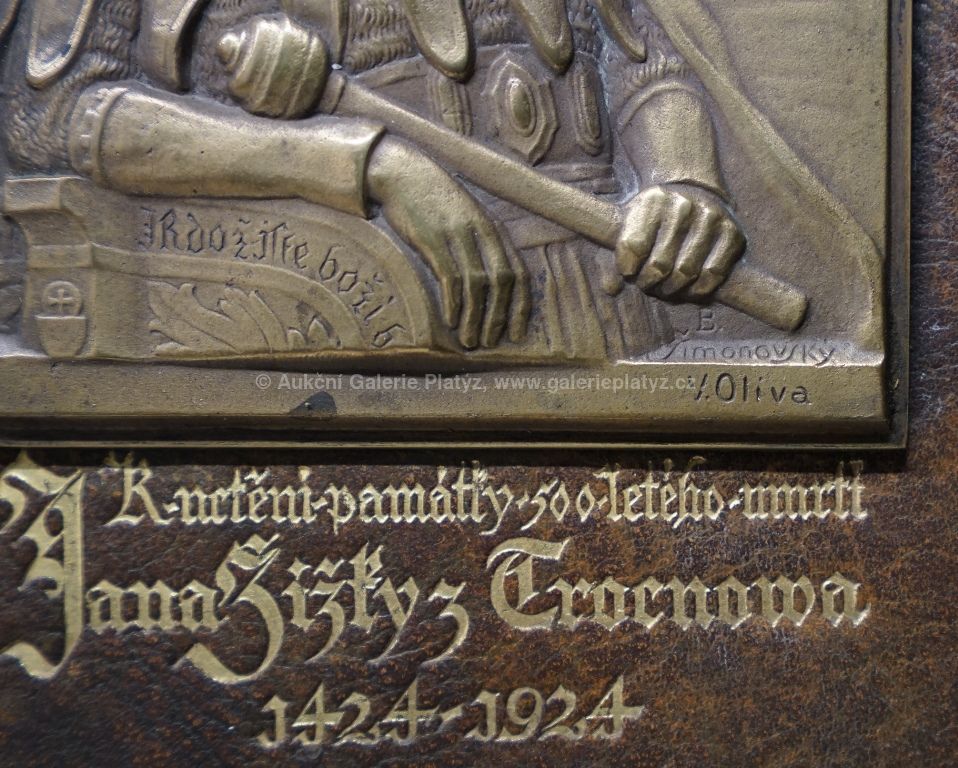 Kdož jste boží b
B.
Šimonovský
V. Oliva
© Aukční Galerie Platyz, www.galerieplatyz.cz
K·uctění·památky·500·letého·úmrtí
Jana Žižky z Trocnowa
1424-1924